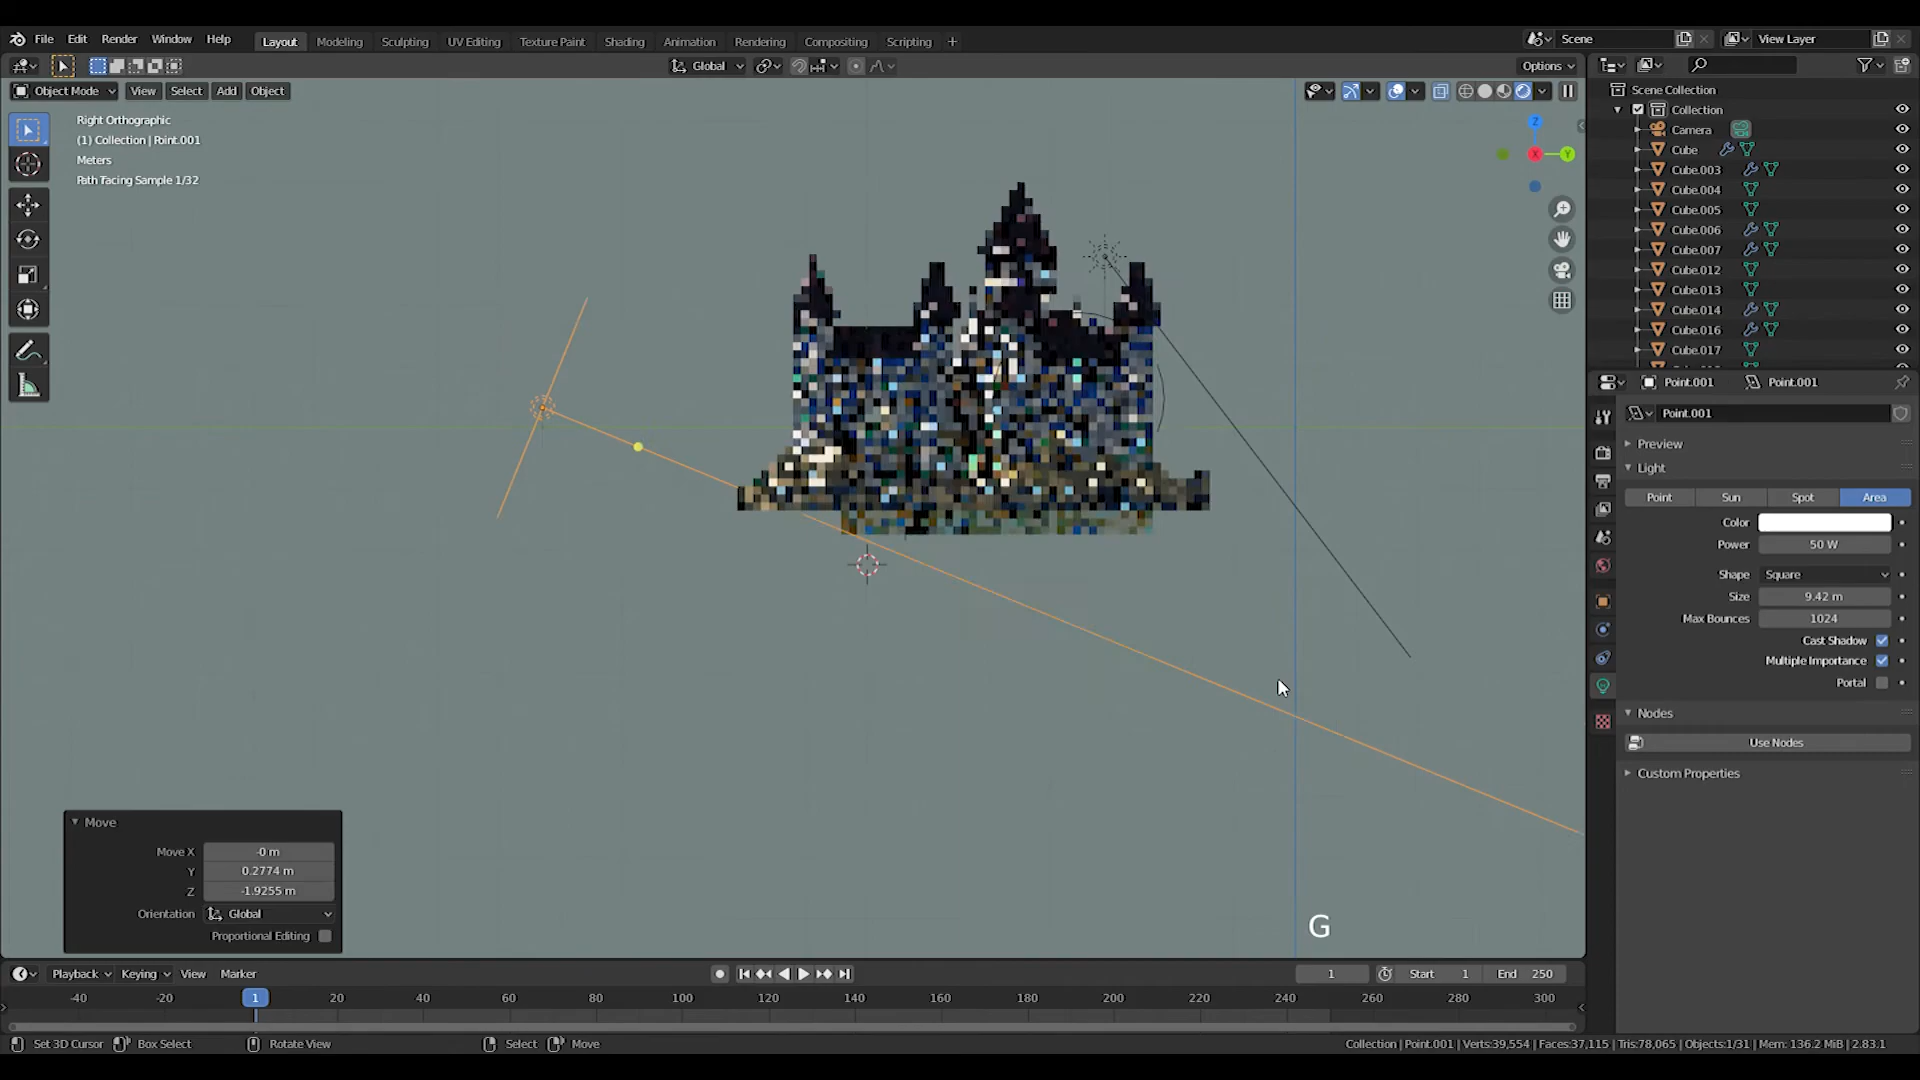 File Edit Render Window Help Layout Modeling Sculpting UV Editing Texture Paint Shading Animation Rendering Compositing Scripting + Scene View Layer
Global Options
Object Mode View Select Add Object
Right Orthographic
(1) Collection | Point.001
Meters
Z
X
Y
Scene Collection
Collection
Camera
Cube
Cube.003
Cube.004
Cube.005
Cube.006
Cube.007
Cube.012
Cube.013
Cube.014
Cube.016
Cube.017
Point.001 Point.001
Point.001
Preview
Light
Point Sun Spot Area
Color
Power 50 W
Shape Square
Size 9.42 m
Max Bounces 1024
Cast Shadow
Multiple Importance
Portal
Nodes
Use Nodes
Custom Properties
Move
Move X -0 m
Y 0.2774 m
Z -1.9255 m
Orientation Global
Proportional Editing
G
Playback Keying View Marker 1 Start 1 End 250
-40 -20 1 20 40 60 80 100 120 140 160 180 200 220 240 260 280 300
Set 3D Cursor Box Select Rotate View Select Move Collection | Point.001 | Verts:39,554 | Faces:37,115 | Tris:78,065 | Objects:1/31 | Mem: 136.2 MiB | 2.83.1